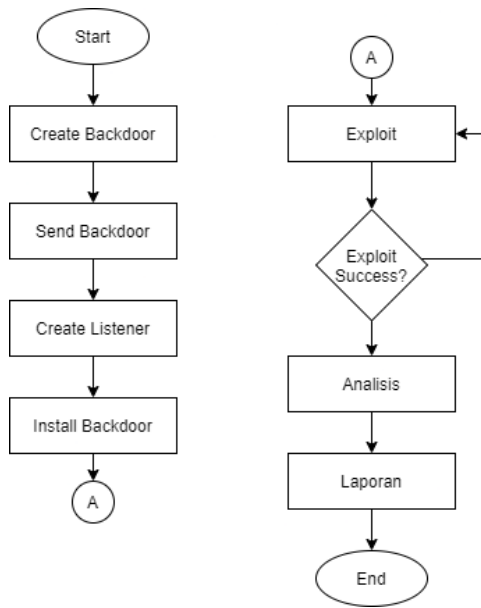 Start
Create Backdoor
Send Backdoor
Create Listener
Install Backdoor
A
A
Exploit
Exploit
Success?
Analisis
Laporan
End